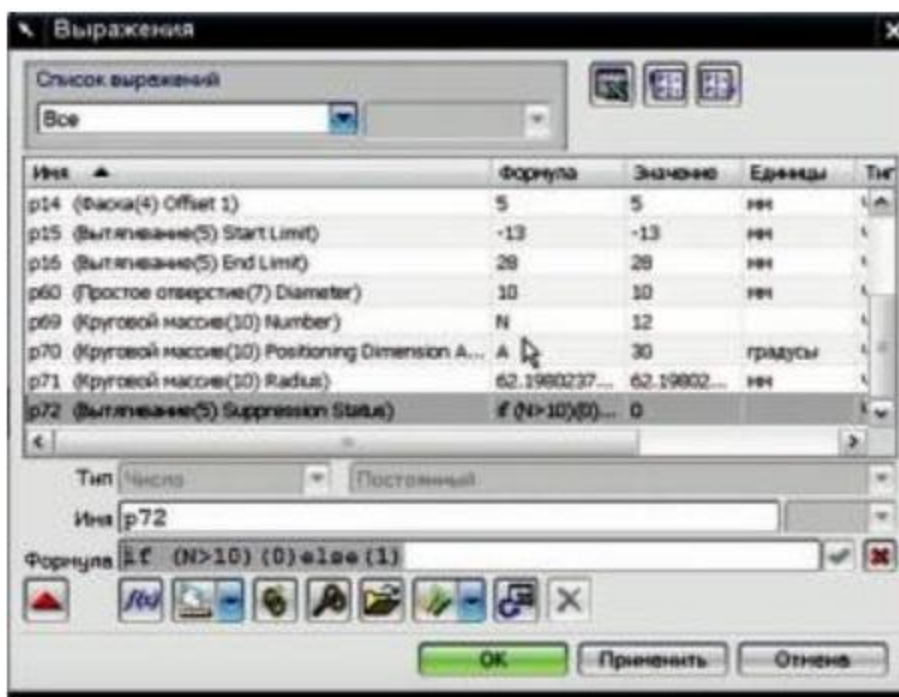 Выражения
Список выражений
Все
Имя Формула Значение Единицы Тип
p14 (Фаска(4) Offset 1) 5 5 мм
p15 (Вытягивание(5) Start Limit) -13 -13 мм
p16 (Вытягивание(5) End Limit) 28 28 мм
p60 (Простое отверстие(7) Diameter) 10 10 мм
p69 (Круговой массив(10) Number) N 12
p70 (Круговой массив(10) Positioning Dimension A... A 30 градусы
p71 (Круговой массив(10) Radius) 62.1980237... 62.19802... мм
p72 (Вытягивание(5) Suppression Status) if (N>10)(0)... 0
Тип Число Постоянный
Имя p72
Формула if (N>10) (0)else(1)
f(x)
OK Применить Отмена